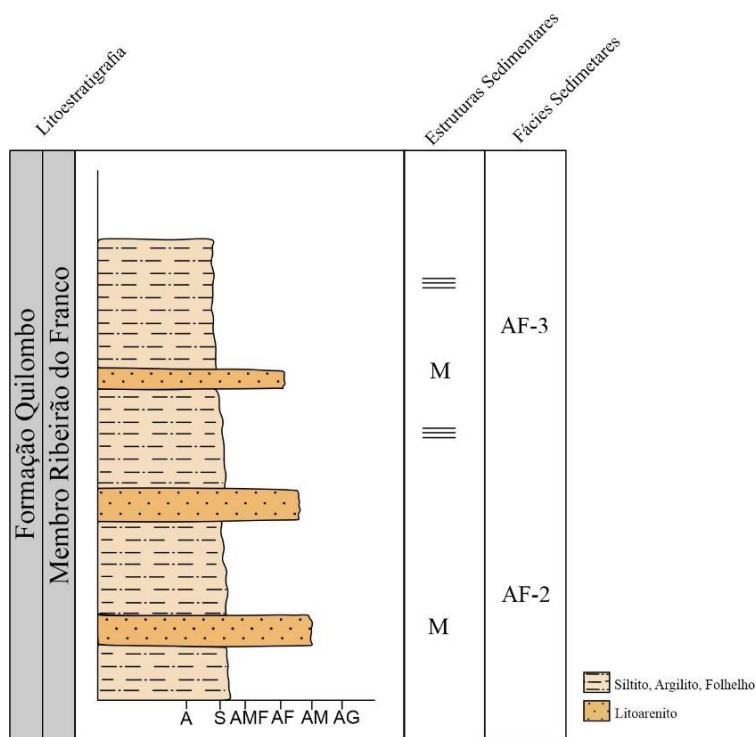 Litoestratigrafia
Estruturas Sedimentares
Fácies Sedimetares
Formação Quilombo
Membro Ribeirão do Franco
AF-3
M
AF-2
M
A S AMF AF AM AG
Siltito, Argilito, Folhelho
Litoarenito